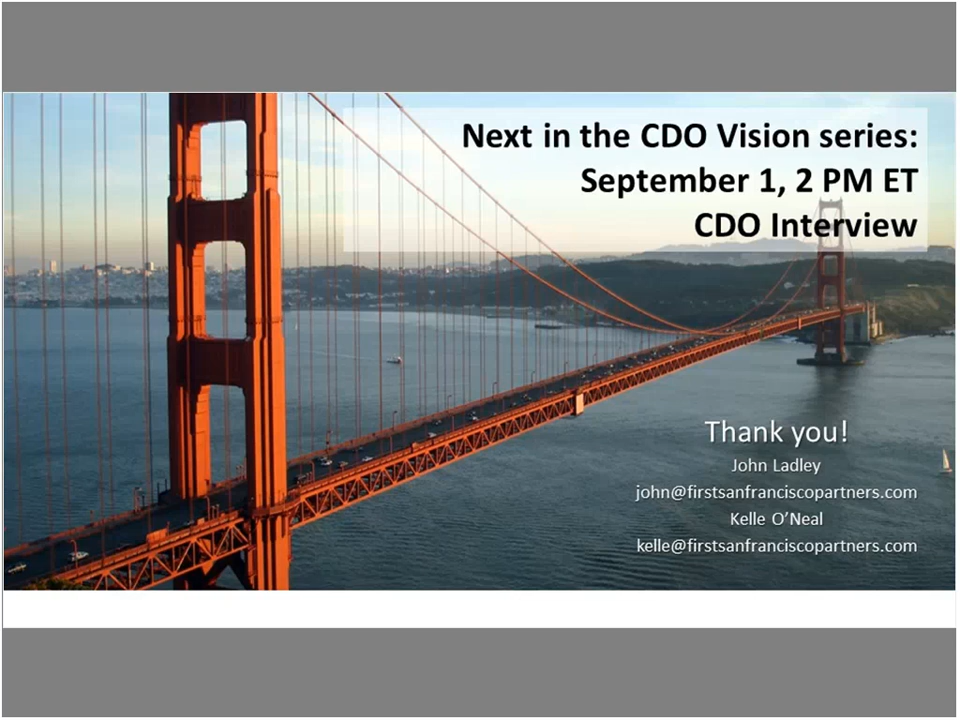 Next in the CDO Vision series:
September 1, 2 PM ET
CDO Interview
Thank you!
John Ladley
john@firstsanfranciscopartners.com
Kelle O’Neal
kelle@firstsanfranciscopartners.com